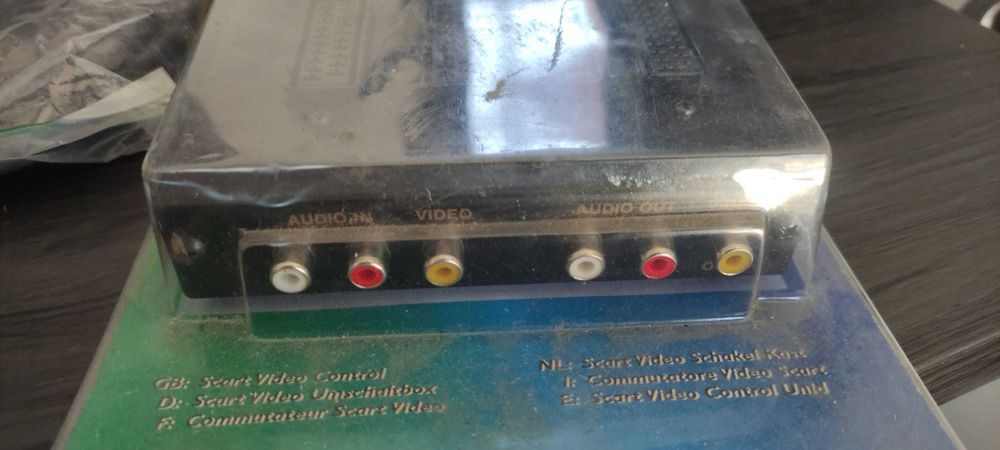 AUDIO IN VIDEO AUDIO OUT
GB: Scart Video Control
D: Scart Video Umschaltbox
F: Commutateur Scart Video
NL: Scart Video Schakel-Kast
I: Commutatore Video Scart
E: Scart Video Control Unid